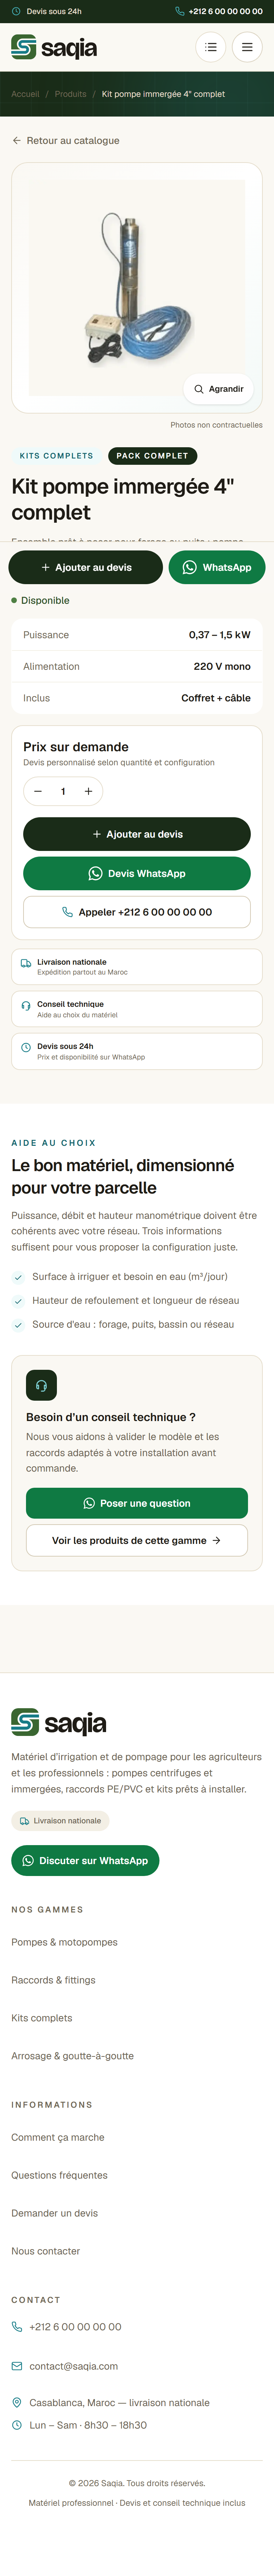 Devis sous 24h
+212 6 00 00 00 00
saqia
Accueil / Produits / Kit pompe immergée 4" complet
Retour au catalogue
Agrandir
Photos non contractuelles
KITS COMPLETS
PACK COMPLET
Kit pompe immergée 4"
complet
Ajouter au devis
WhatsApp
Disponible
Puissance 0,37 – 1,5 kW
Alimentation 220 V mono
Inclus Coffret + câble
Prix sur demande
Devis personnalisé selon quantité et configuration
− 1 +
Ajouter au devis
Devis WhatsApp
Appeler +212 6 00 00 00 00
Livraison nationale
Expédition partout au Maroc
Conseil technique
Aide au choix du matériel
Devis sous 24h
Prix et disponibilité sur WhatsApp
AIDE AU CHOIX
Le bon matériel, dimensionné
pour votre parcelle
Puissance, débit et hauteur manométrique doivent être
cohérents avec votre réseau. Trois informations
suffisent pour vous proposer la configuration juste.
Surface à irriguer et besoin en eau (m³/jour)
Hauteur de refoulement et longueur de réseau
Source d'eau : forage, puits, bassin ou réseau
Besoin d'un conseil technique ?
Nous vous aidons à valider le modèle et les
raccords adaptés à votre installation avant
commande.
Poser une question
Voir les produits de cette gamme →
saqia
Matériel d'irrigation et de pompage pour les agriculteurs
et les professionnels : pompes centrifuges et
immergées, raccords PE/PVC et kits prêts à installer.
Livraison nationale
Discuter sur WhatsApp
NOS GAMMES
Pompes & motopompes
Raccords & fittings
Kits complets
Arrosage & goutte-à-goutte
INFORMATIONS
Comment ça marche
Questions fréquentes
Demander un devis
Nous contacter
CONTACT
+212 6 00 00 00 00
contact@saqia.com
Casablanca, Maroc — livraison nationale
Lun – Sam · 8h30 – 18h30
© 2026 Saqia. Tous droits réservés.
Matériel professionnel · Devis et conseil technique inclus